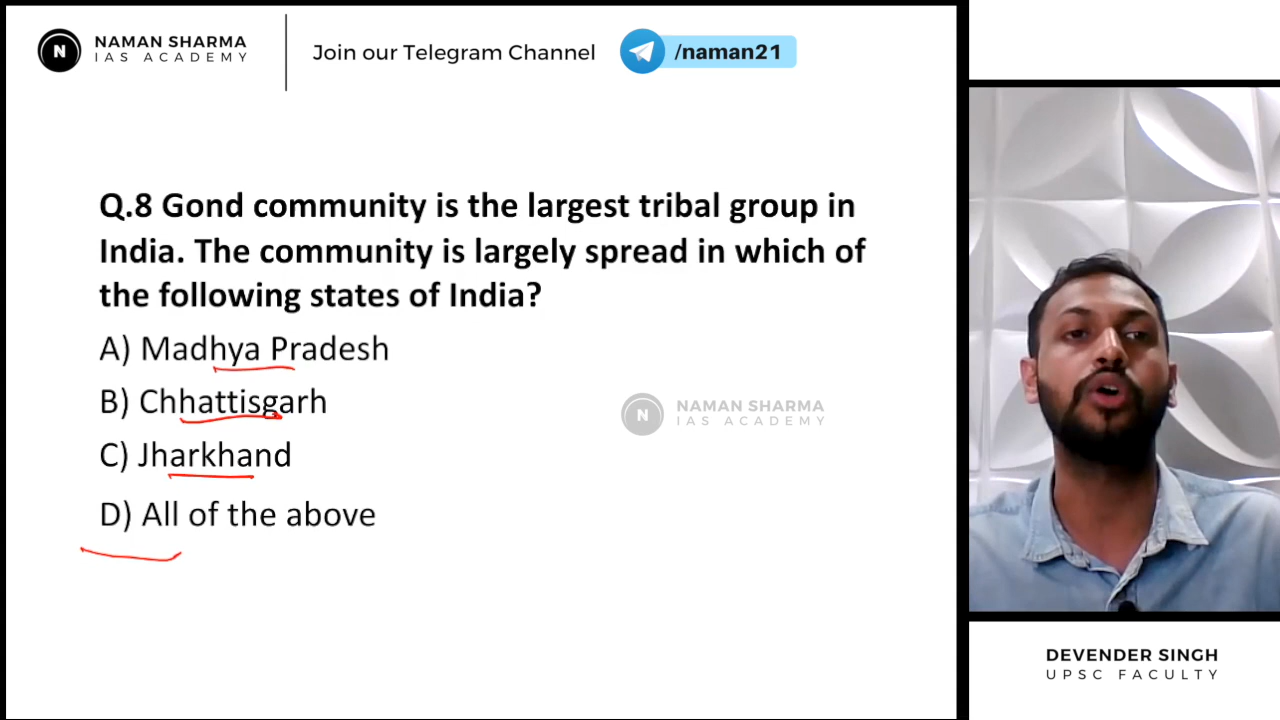 NAMAN SHARMA
IAS ACADEMY
Join our Telegram Channel
/naman21
N
Q.8 Gond community is the largest tribal group in
India. The community is largely spread in which of
the following states of India?
A) Madhya Pradesh
B) Chhattisgarh
C) Jharkhand
D) All of the above
N
NAMAN SHARMA
IAS ACADEMY
DEVENDER SINGH
UPSC FACULTY